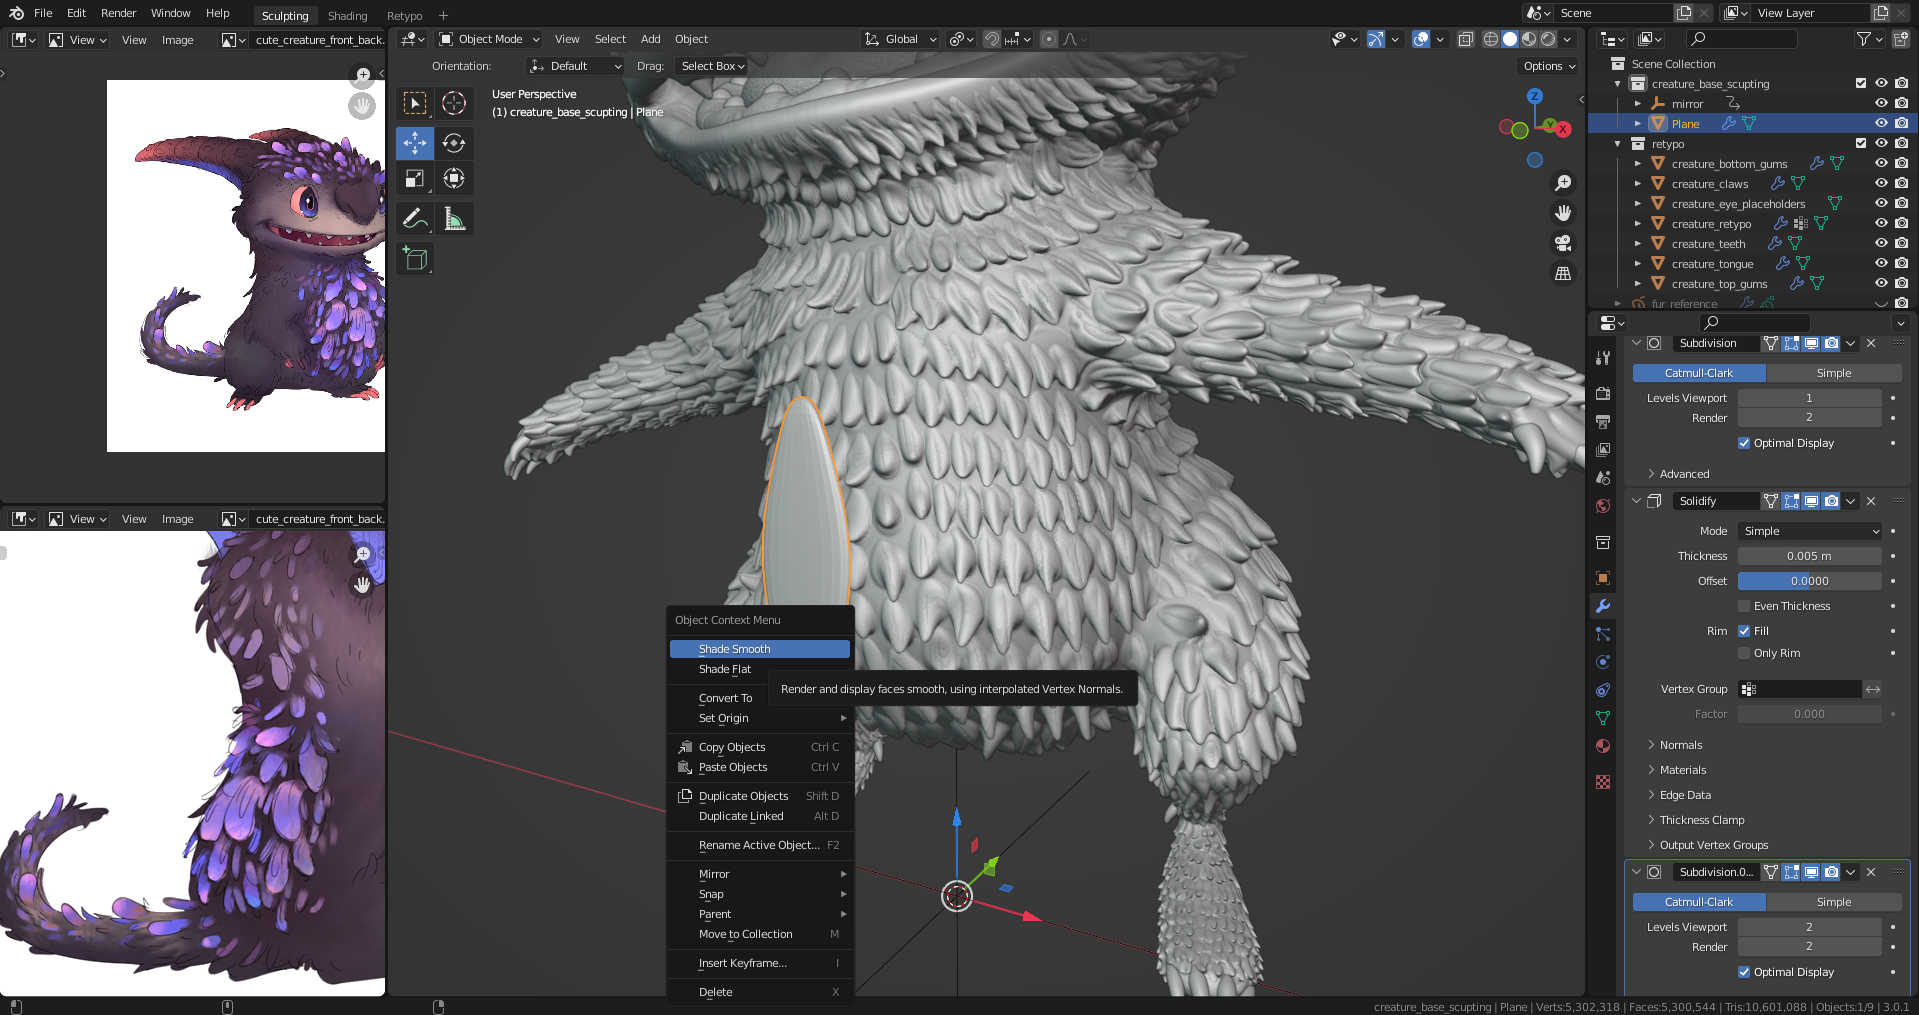 File Edit Render Window Help Sculpting Shading Retypo + Scene View Layer
View View Image cute_creature_front_back.
Object Mode View Select Add Object Global
Orientation: Default Drag: Select Box Options
User Perspective
(1) creature_base_scupting | Plane
Z
Y
X
Scene Collection
creature_base_scupting
mirror
Plane
retypo
creature_bottom_gums
creature_claws
creature_eye_placeholders
creature_retypo
creature_teeth
creature_tongue
creature_top_gums
fur_reference
Subdivision
Catmull-Clark Simple
Levels Viewport 1
Render 2
Optimal Display
Advanced
Solidify
Mode Simple
Thickness 0.005 m
Offset 0.0000
Even Thickness
Rim Fill
Only Rim
Vertex Group
Factor 0.000
Normals
Materials
Edge Data
Thickness Clamp
Output Vertex Groups
Subdivision.0...
Catmull-Clark Simple
Levels Viewport 2
Render 2
Optimal Display
View View Image cute_creature_front_back.
Object Context Menu
Shade Smooth
Shade Flat
Render and display faces smooth, using interpolated Vertex Normals.
Convert To
Set Origin
Copy Objects Ctrl C
Paste Objects Ctrl V
Duplicate Objects Shift D
Duplicate Linked Alt D
Rename Active Object... F2
Mirror
Snap
Parent
Move to Collection M
Insert Keyframe... I
Delete X
creature_base_scupting | Plane | Verts:5,302,318 | Faces:5,300,544 | Tris:10,601,088 | Objects:1/9 | 3.0.1